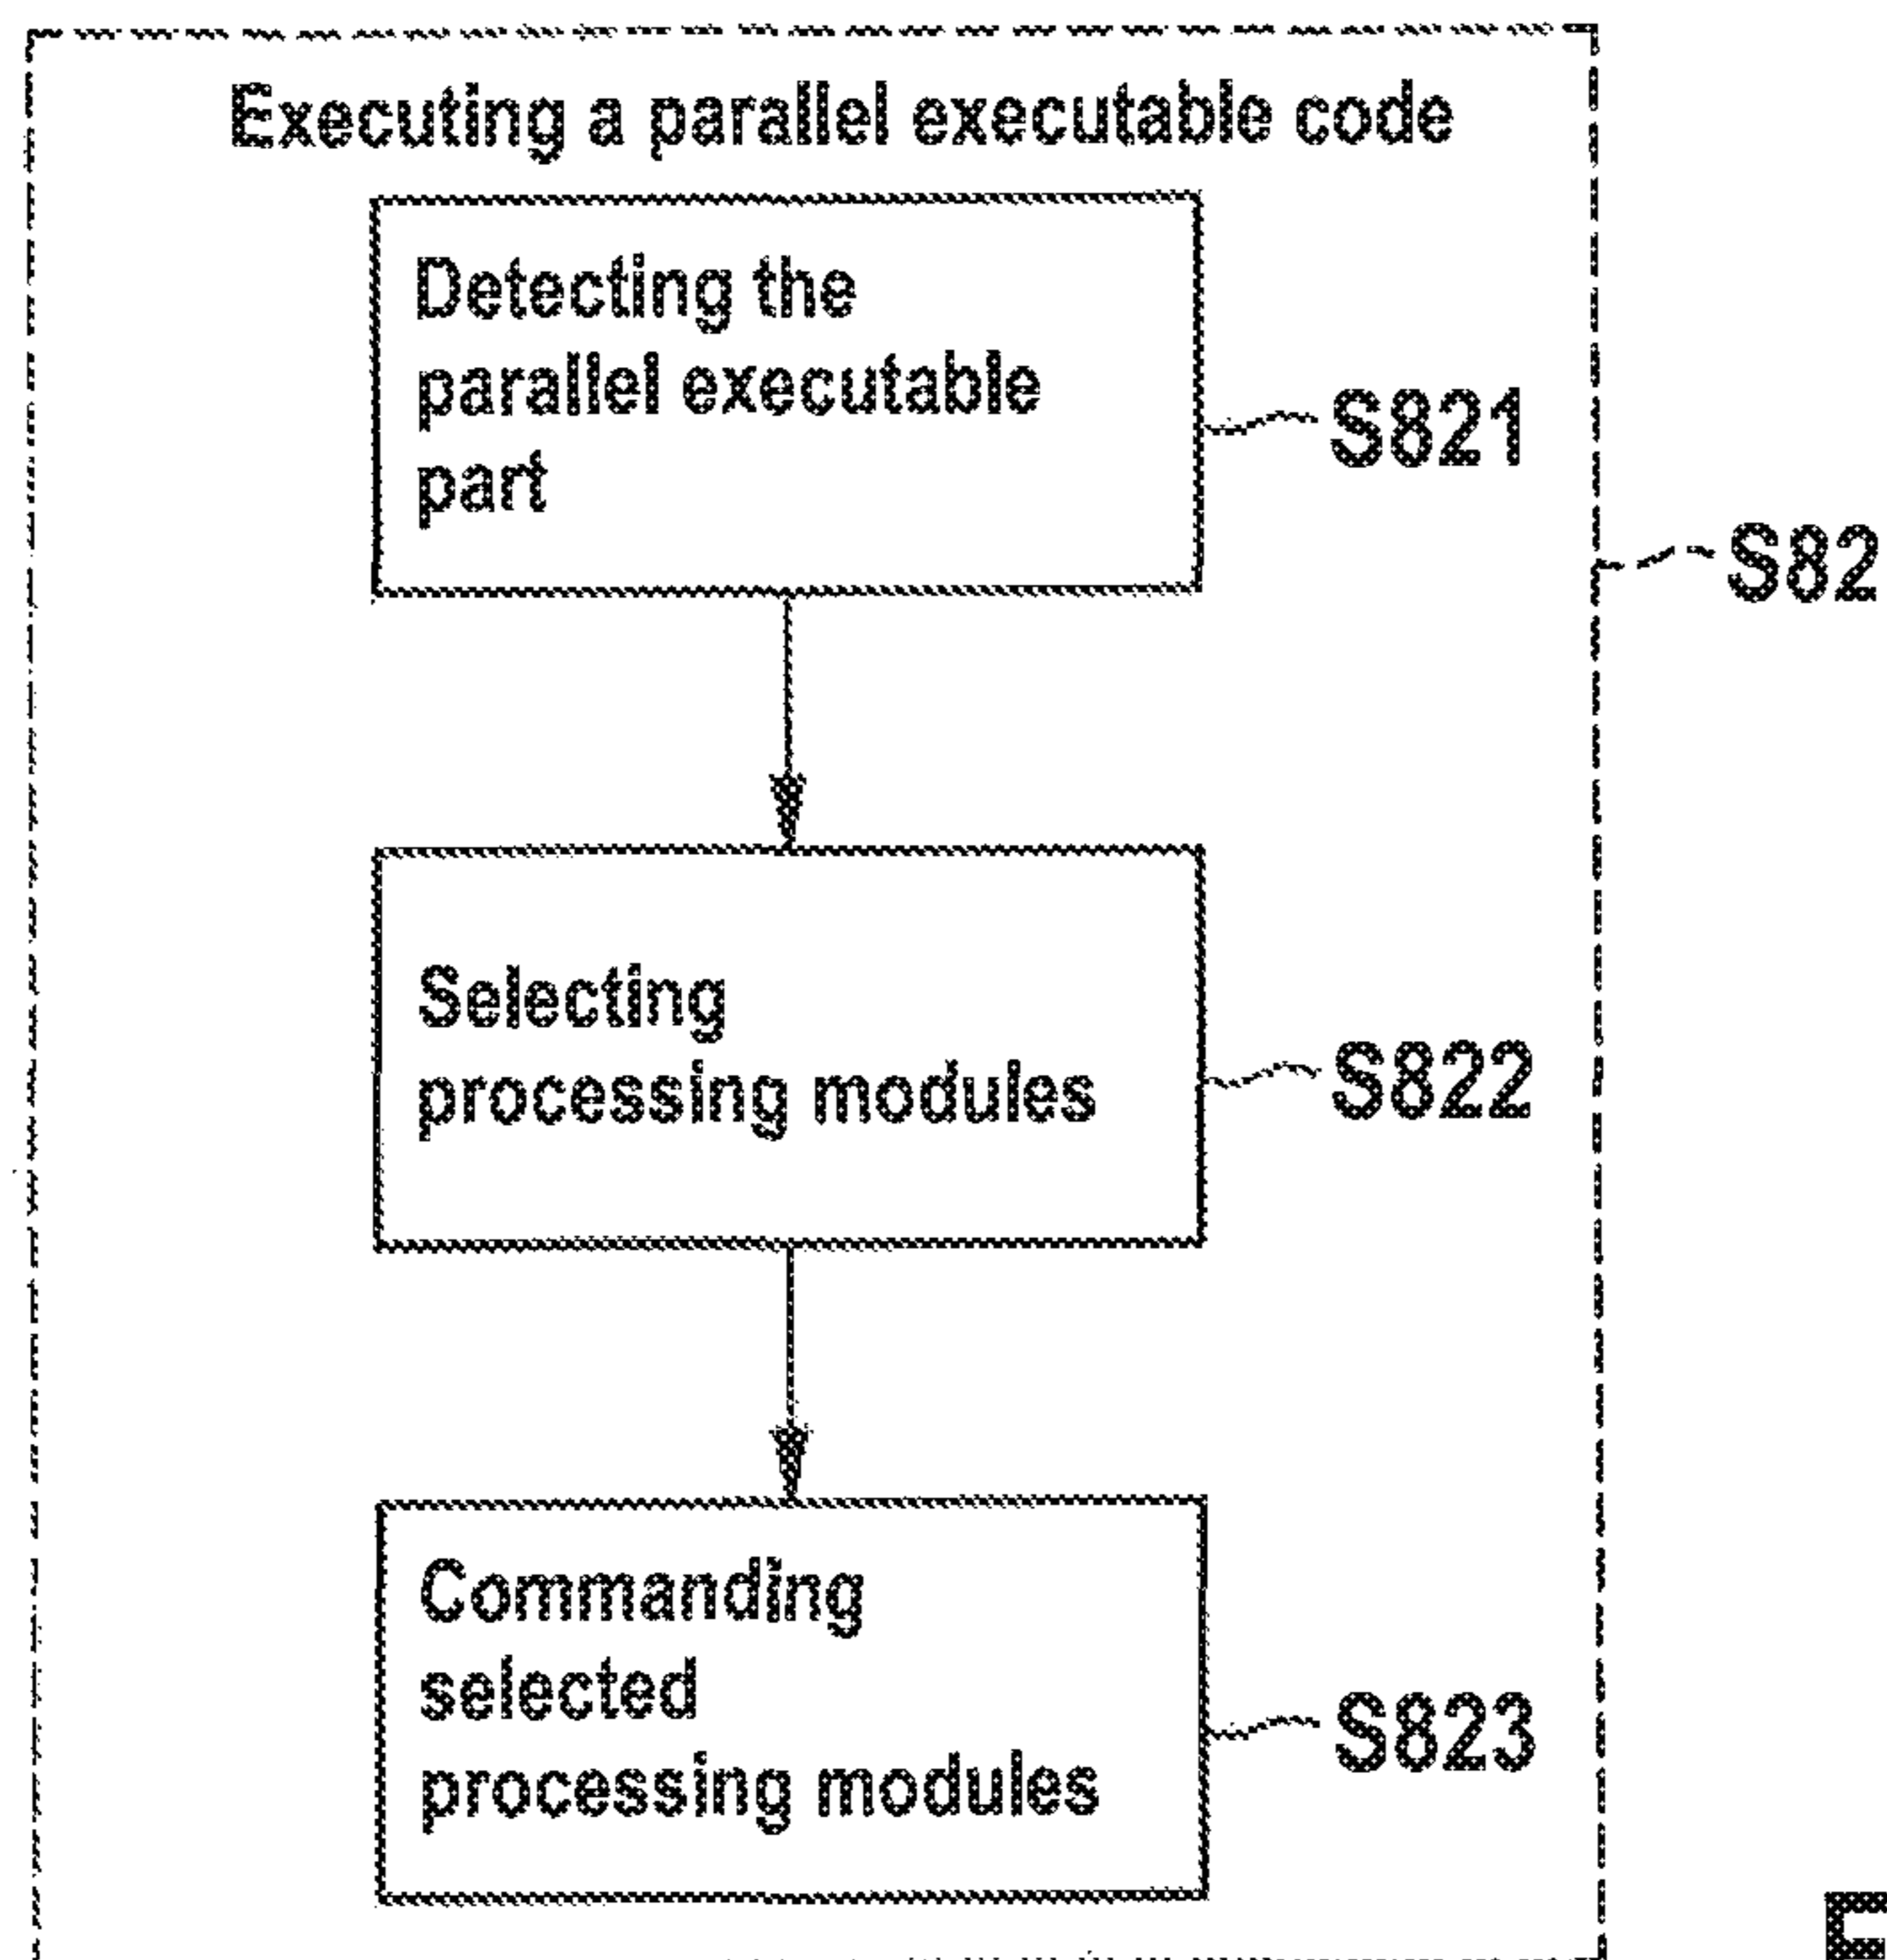 Executing a parallel executable code
Detecting the
parallel executable
part
S821
S82
Selecting
processing modules
S822
Commanding
selected
processing modules
S823